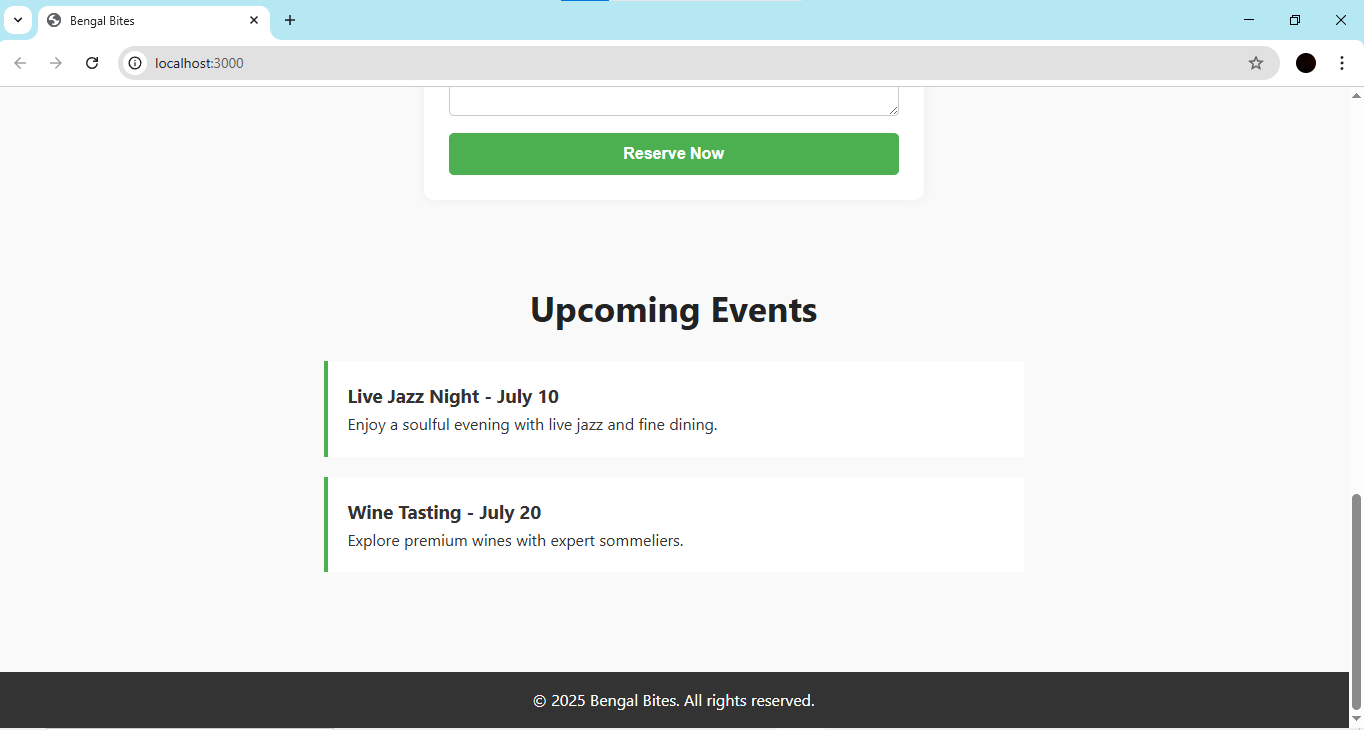 Bengal Bites
localhost:3000
Reserve Now
Upcoming Events
Live Jazz Night - July 10
Enjoy a soulful evening with live jazz and fine dining.
Wine Tasting - July 20
Explore premium wines with expert sommeliers.
© 2025 Bengal Bites. All rights reserved.